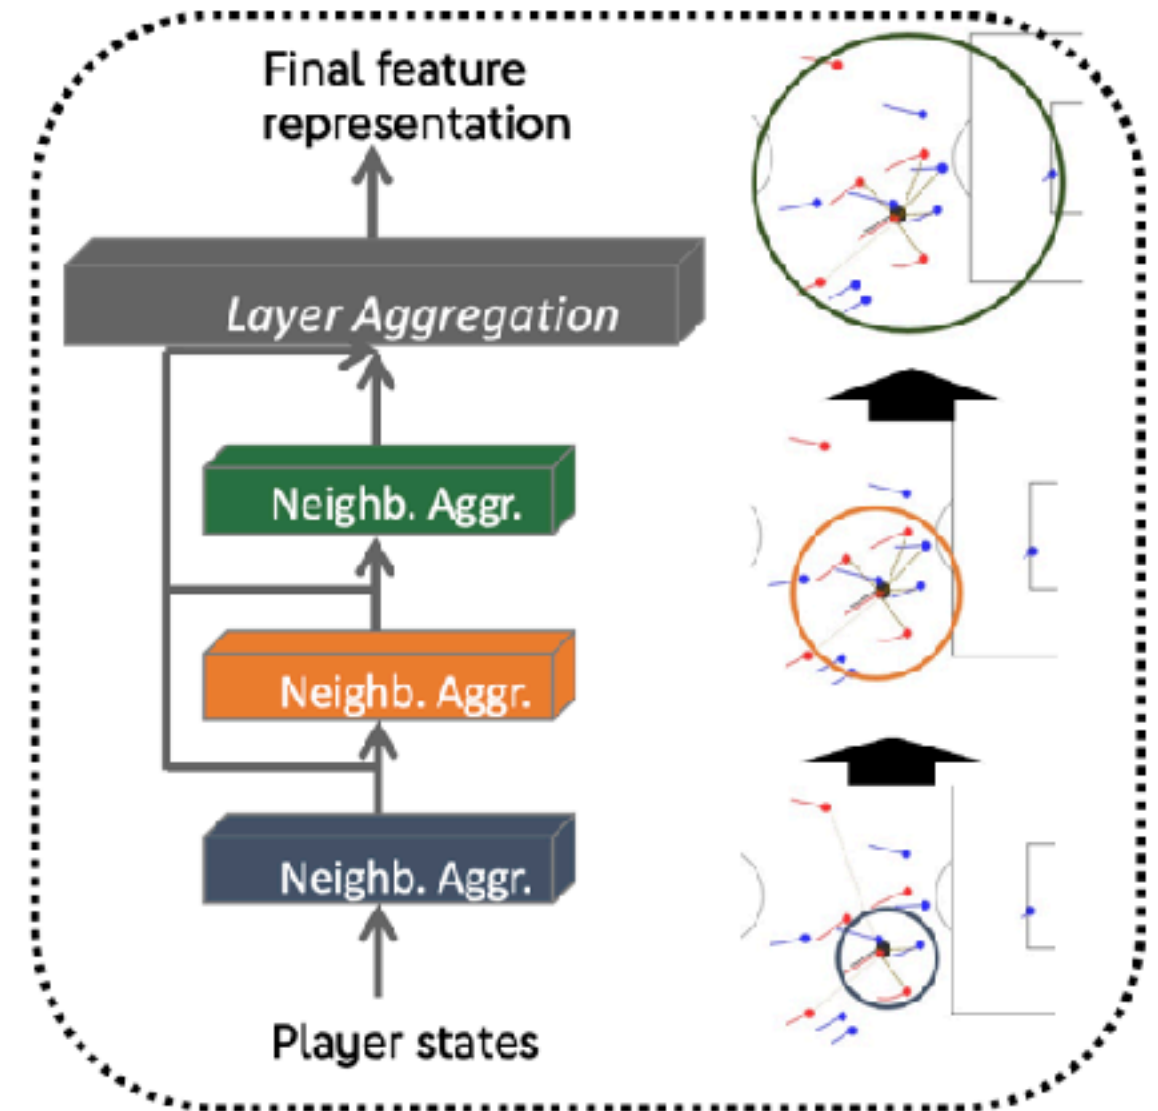 Final feature
representation
Layer Aggregation
Neighb. Aggr.
Neighb. Aggr.
Neighb. Aggr.
Player states